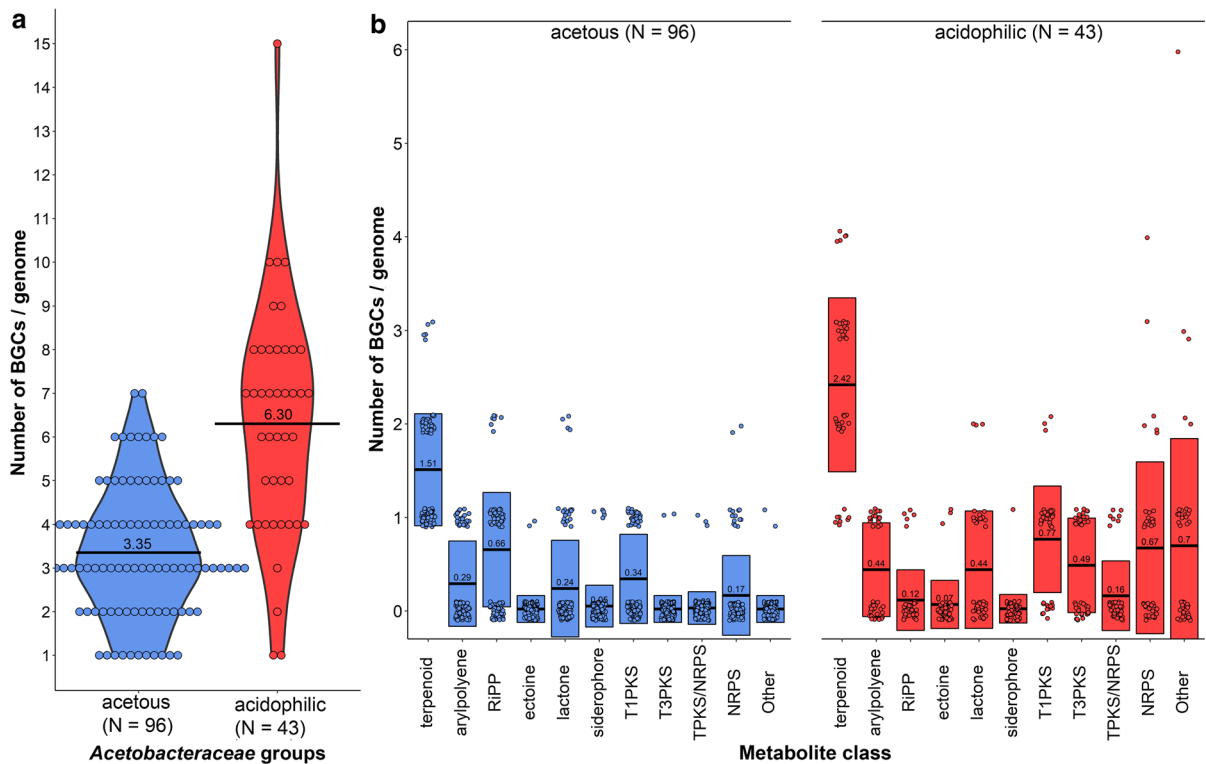 a
Number of BGCs / genome
15
14
13
12
11
10
9
8
7
6
5
4
3
2
1
3.35
6.30
acetous
(N = 96)
acidophilic
(N = 43)
Acetobacteraceae groups
b
Number of BGCs / genome
6
5
4
3
2
1
0
acetous (N = 96)
1.51
0.29
0.66
0.24
0.34
0.17
terpenoid
arylpolyene
RiPP
ectoine
lactone
siderophore
T1PKS
T3PKS
TPKS/NRPS
NRPS
Other
acidophilic (N = 43)
2.42
0.44
0.12
0.07
0.44
0.77
0.49
0.16
0.67
0.7
terpenoid
arylpolyene
RiPP
ectoine
lactone
siderophore
T1PKS
T3PKS
TPKS/NRPS
NRPS
Other
Metabolite class